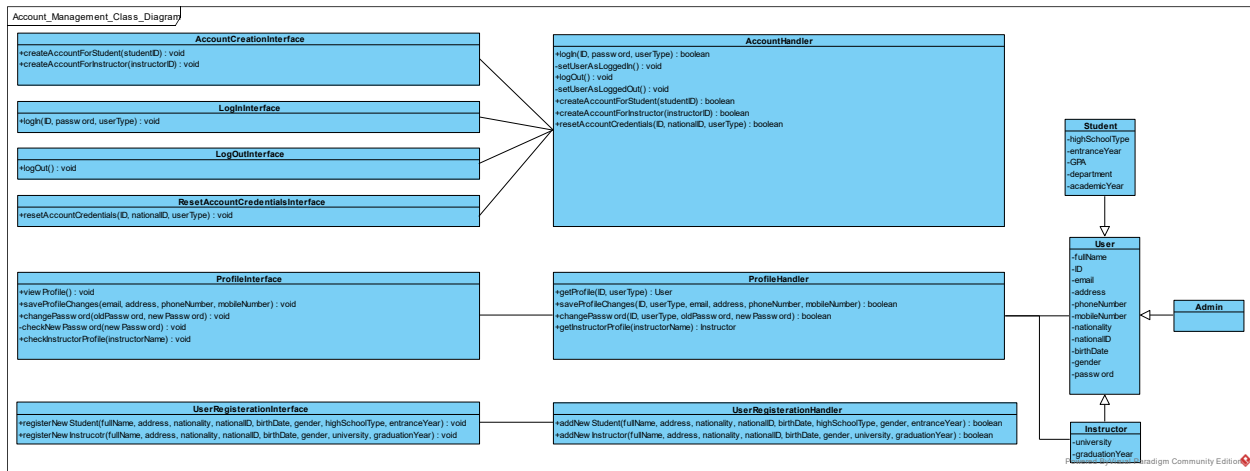 Account_Management_Class_Diagram
AccountCreationInterface
+createAccountForStudent(studentID) : void
+createAccountForInstructor(instructorID) : void
LogInInterface
+logIn(ID, password, userType) : void
LogOutInterface
+logOut() : void
ResetAccountCredentialsInterface
+resetAccountCredentials(ID, nationalID, userType) : void
AccountHandler
+logIn(ID, password, userType) : boolean
-setUserAsLoggedIn() : void
+logOut() : void
-setUserAsLoggedOut() : void
+createAccountForStudent(studentID) : boolean
+createAccountForInstructor(instructorID) : boolean
+resetAccountCredentials(ID, nationalID, userType) : boolean
Student
-highSchoolType
-entranceYear
-GPA
-department
-academicYear
ProfileInterface
+viewProfile() : void
+saveProfileChanges(email, address, phoneNumber, mobileNumber) : void
+changePassword(oldPassword, newPassword) : void
-checkNewPassword(newPassword) : void
+checkInstructorProfile(instructorName) : void
ProfileHandler
+getProfile(ID, userType) : User
+saveProfileChanges(ID, userType, email, address, phoneNumber, mobileNumber) : boolean
+changePassword(ID, userType, oldPassword, newPassword) : boolean
+getInstructorProfile(instructorName) : Instructor
User
-fullName
-ID
-email
-address
-phoneNumber
-mobileNumber
-nationality
-nationalID
-birthDate
-gender
-password
Admin
UserRegisterationInterface
+registerNewStudent(fullName, address, nationality, nationalID, birthDate, gender, highSchoolType, entranceYear) : void
+registerNewInstrucotr(fullName, address, nationality, nationalID, birthDate, gender, university, graduationYear) : void
UserRegisterationHandler
+addNewStudent(fullName, address, nationality, nationalID, birthDate, highSchoolType, gender, entranceYear) : boolean
+addNewInstructor(fullName, address, nationality, nationalID, birthDate, gender, university, graduationYear) : boolean
Instructor
-university
-graduationYear
Powered By Visual Paradigm Community Edition